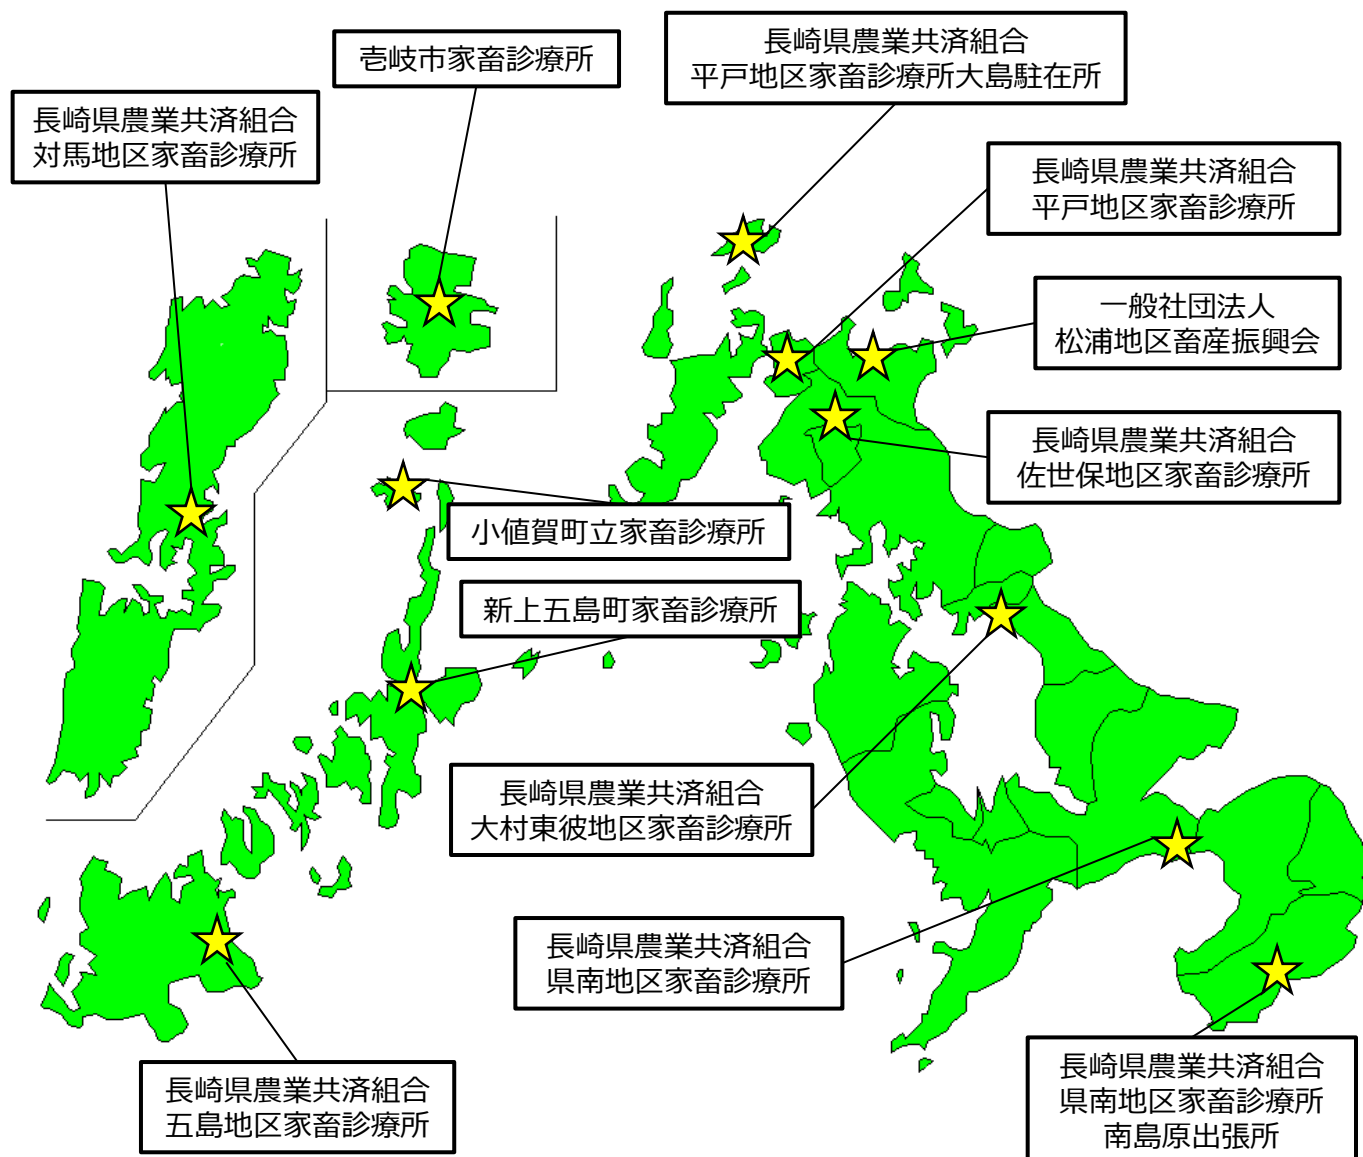 長崎県農業共済組合
平戸地区家畜診療所大島駐在所
壱岐市家畜診療所
長崎県農業共済組合
対馬地区家畜診療所
長崎県農業共済組合
平戸地区家畜診療所
一般社団法人
松浦地区畜産振興会
長崎県農業共済組合
佐世保地区家畜診療所
小値賀町立家畜診療所
新上五島町家畜診療所
長崎県農業共済組合
大村東彼地区家畜診療所
長崎県農業共済組合
県南地区家畜診療所
長崎県農業共済組合
五島地区家畜診療所
長崎県農業共済組合
県南地区家畜診療所
南島原出張所